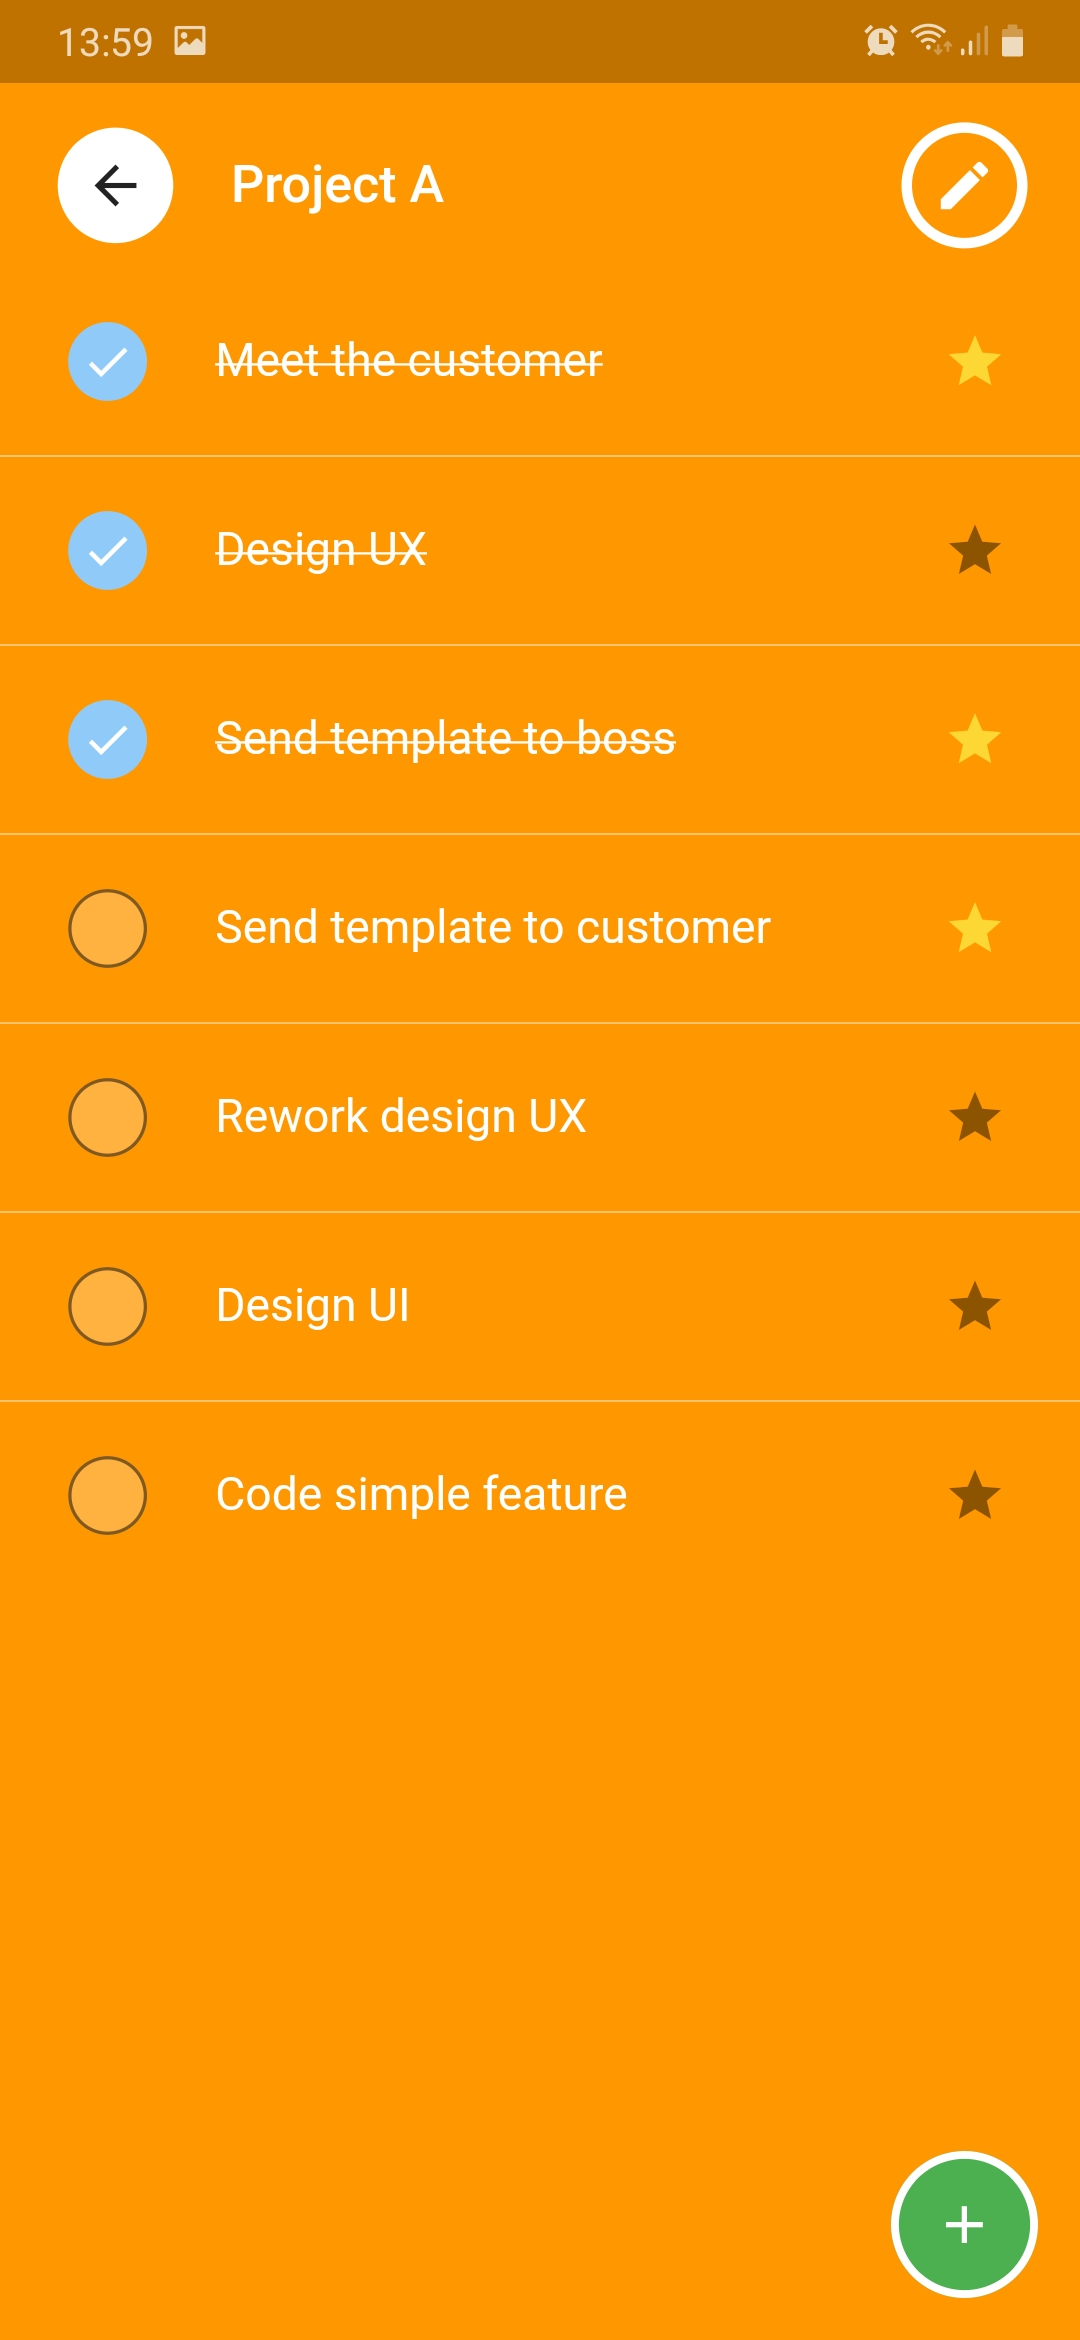 13:59
Project A
Meet the customer
Design UX
Send template to boss
Send template to customer
Rework design UX
Design UI
Code simple feature